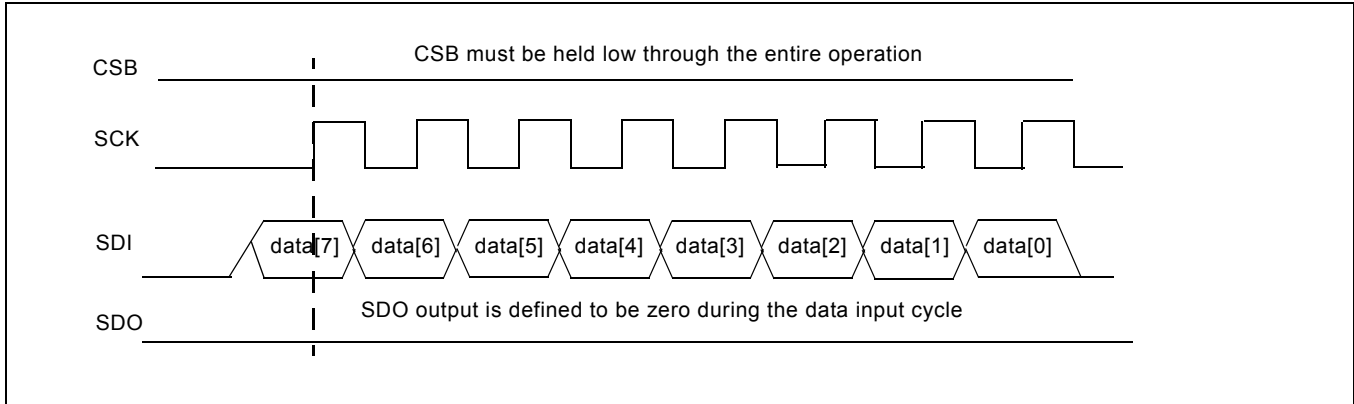 CSB must be held low through the entire operation
CSB
SCK
SDI
data[7] data[6] data[5] data[4] data[3] data[2] data[1] data[0]
SDO output is defined to be zero during the data input cycle
SDO